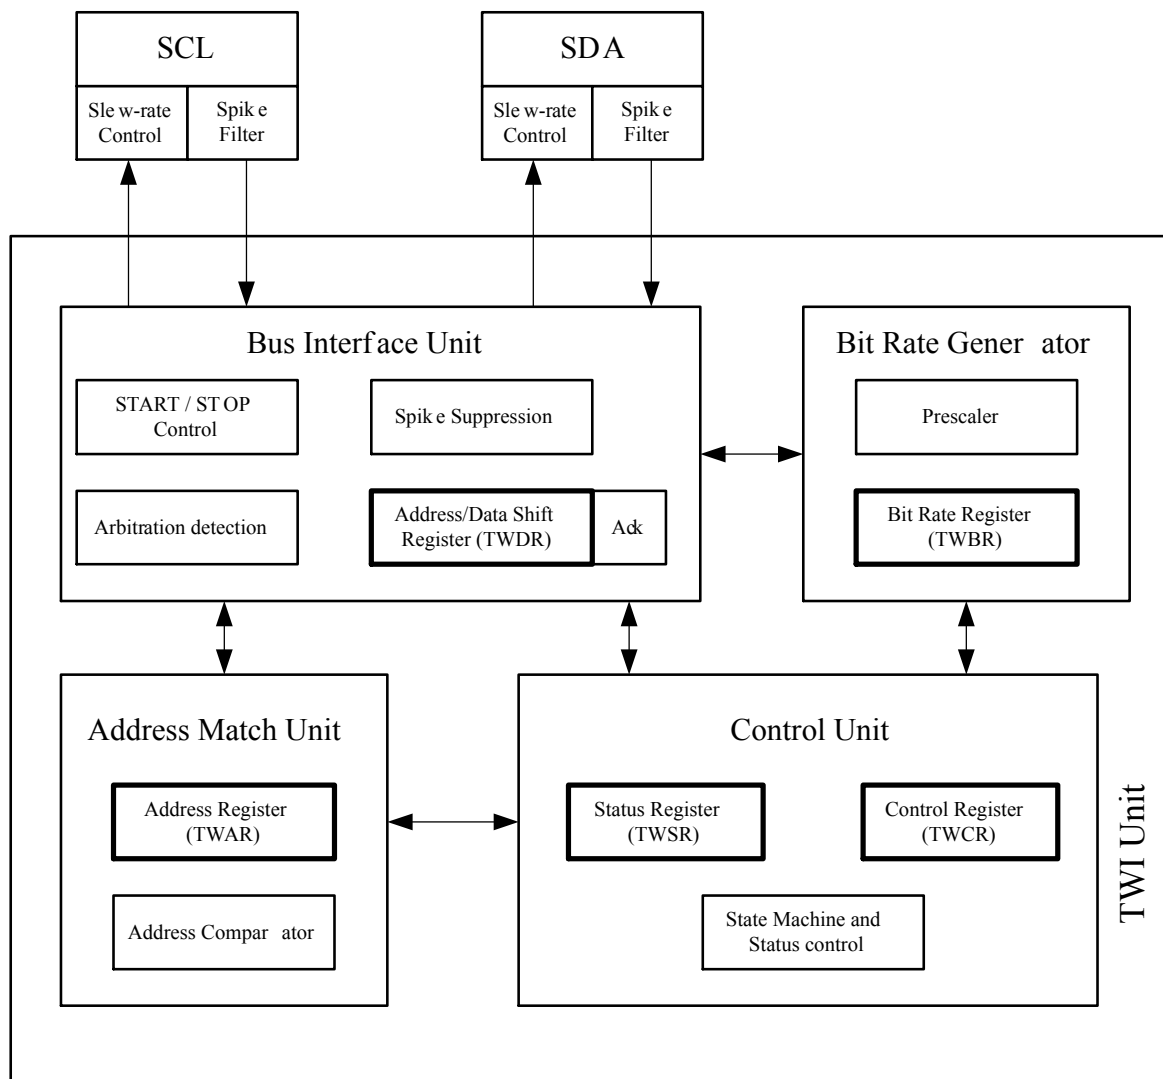 SCL
SDA
Slew-rate
Control
Spike
Filter
Slew-rate
Control
Spike
Filter
Bus Interface Unit
START / STOP
Control
Spike Suppression
Arbitration detection
Address/Data Shift
Register (TWDR)
Ack
Bit Rate Generator
Prescaler
Bit Rate Register
(TWBR)
Address Match Unit
Address Register
(TWAR)
Address Comparator
Control Unit
Status Register
(TWSR)
Control Register
(TWCR)
State Machine and
Status control
TWI Unit